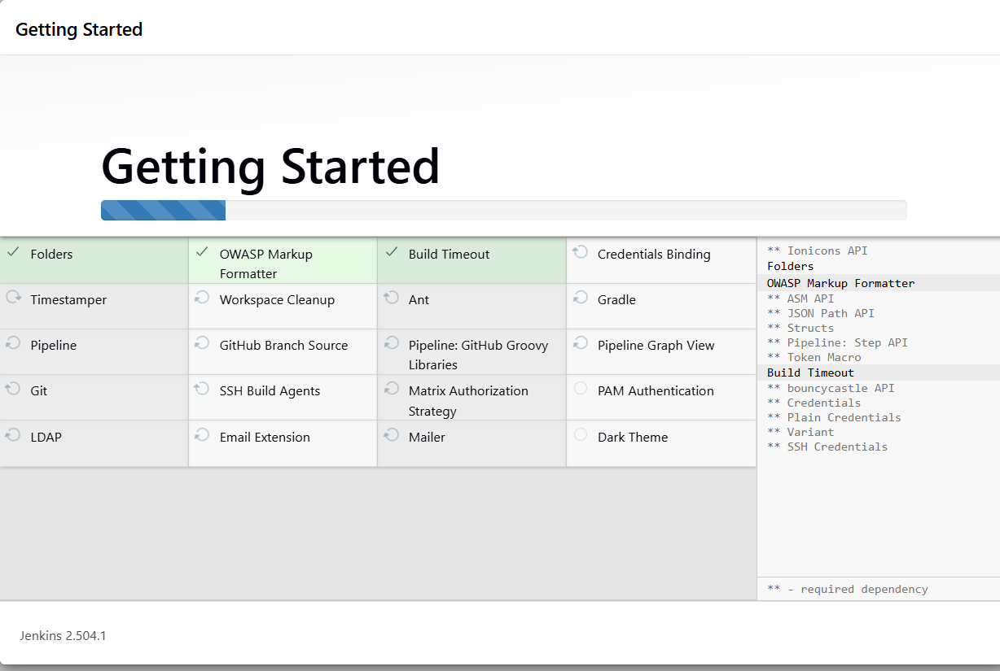 Getting Started
Getting Started
Folders
OWASP Markup
Formatter
Build Timeout
Credentials Binding
Timestamper
Workspace Cleanup
Ant
Gradle
Pipeline
GitHub Branch Source
Pipeline: GitHub Groovy
Libraries
Pipeline Graph View
Git
SSH Build Agents
Matrix Authorization
Strategy
PAM Authentication
LDAP
Email Extension
Mailer
Dark Theme
** Ionicons API
Folders
OWASP Markup Formatter
** ASM API
** JSON Path API
** Structs
** Pipeline: Step API
** Token Macro
Build Timeout
** bouncycastle API
** Credentials
** Plain Credentials
** Variant
** SSH Credentials
** - required dependency
Jenkins 2.504.1